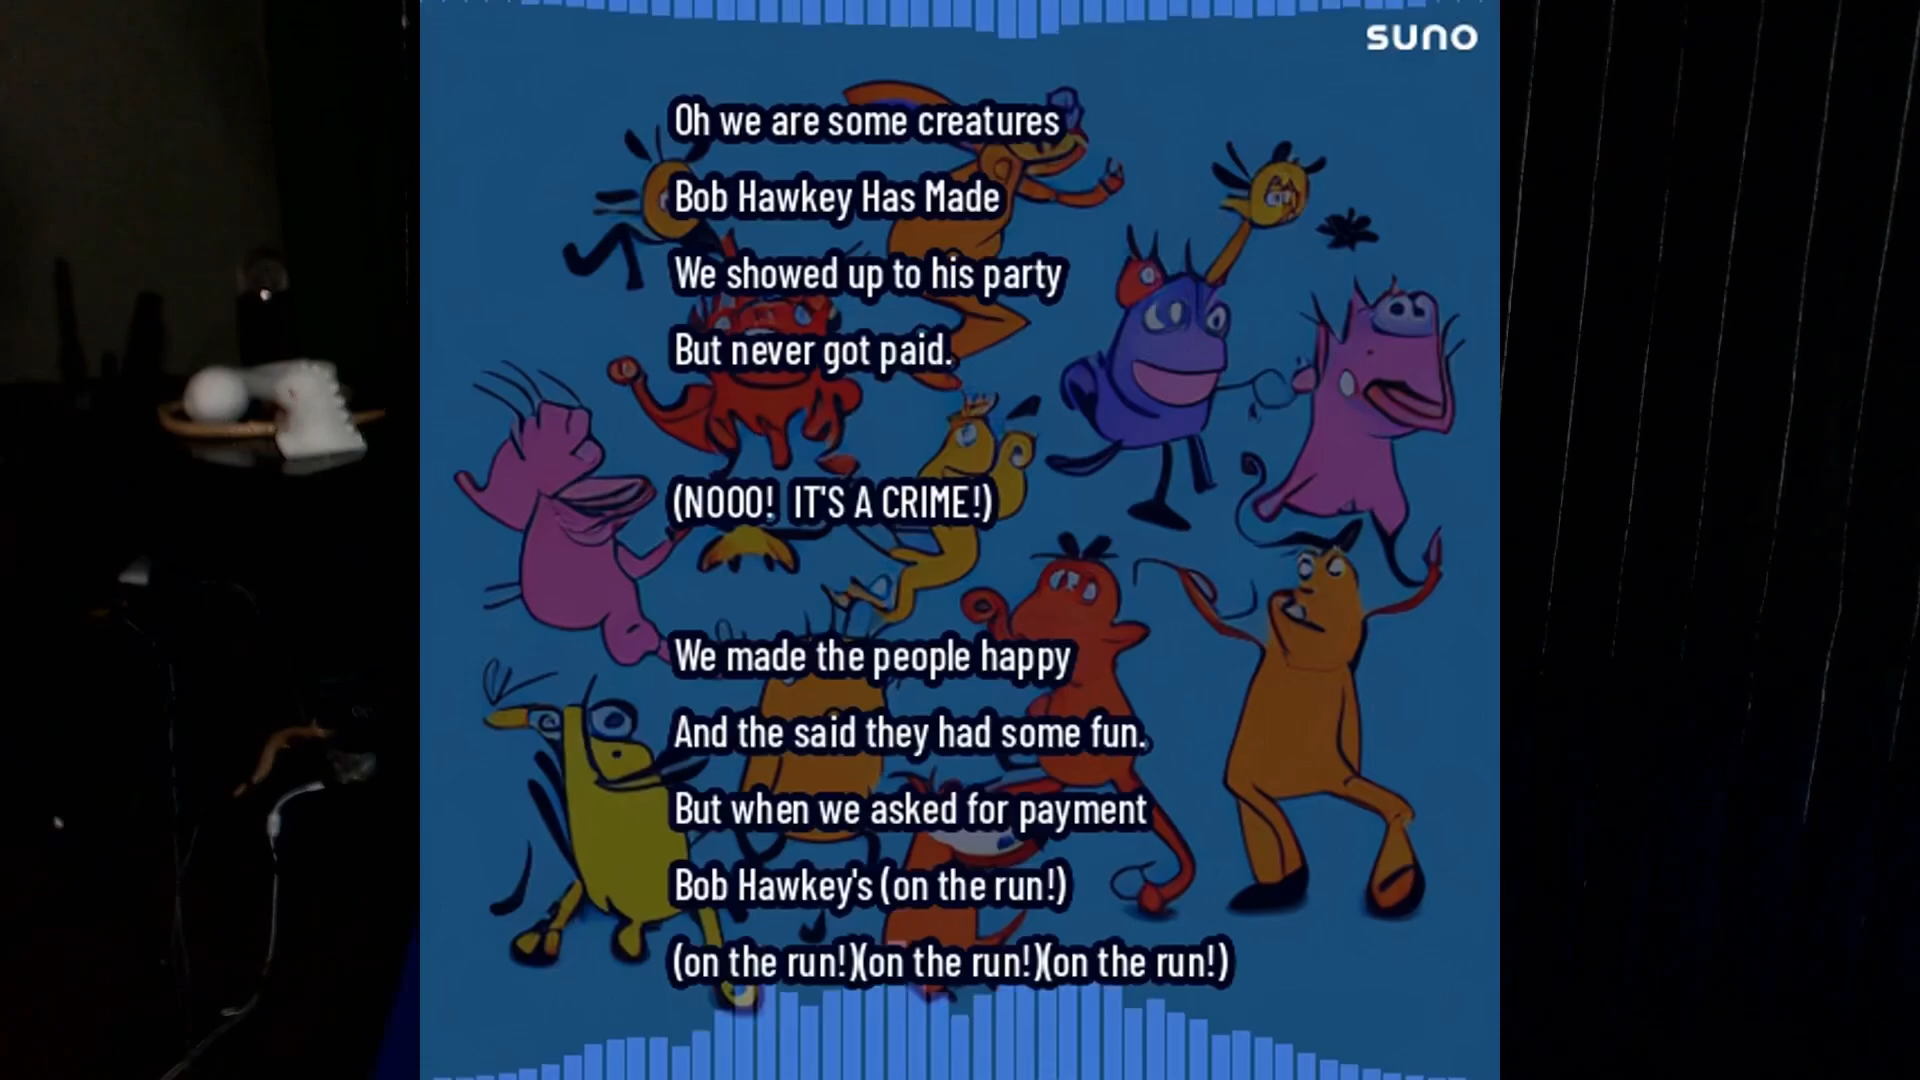 suno
Oh we are some creatures
Bob Hawkey Has Made
We showed up to his party
But never got paid.
(NOOO!  IT'S A CRIME!)
We made the people happy
And the said they had some fun.
But when we asked for payment
Bob Hawkey's (on the run!)
(on the run!)(on the run!)(on the run!)